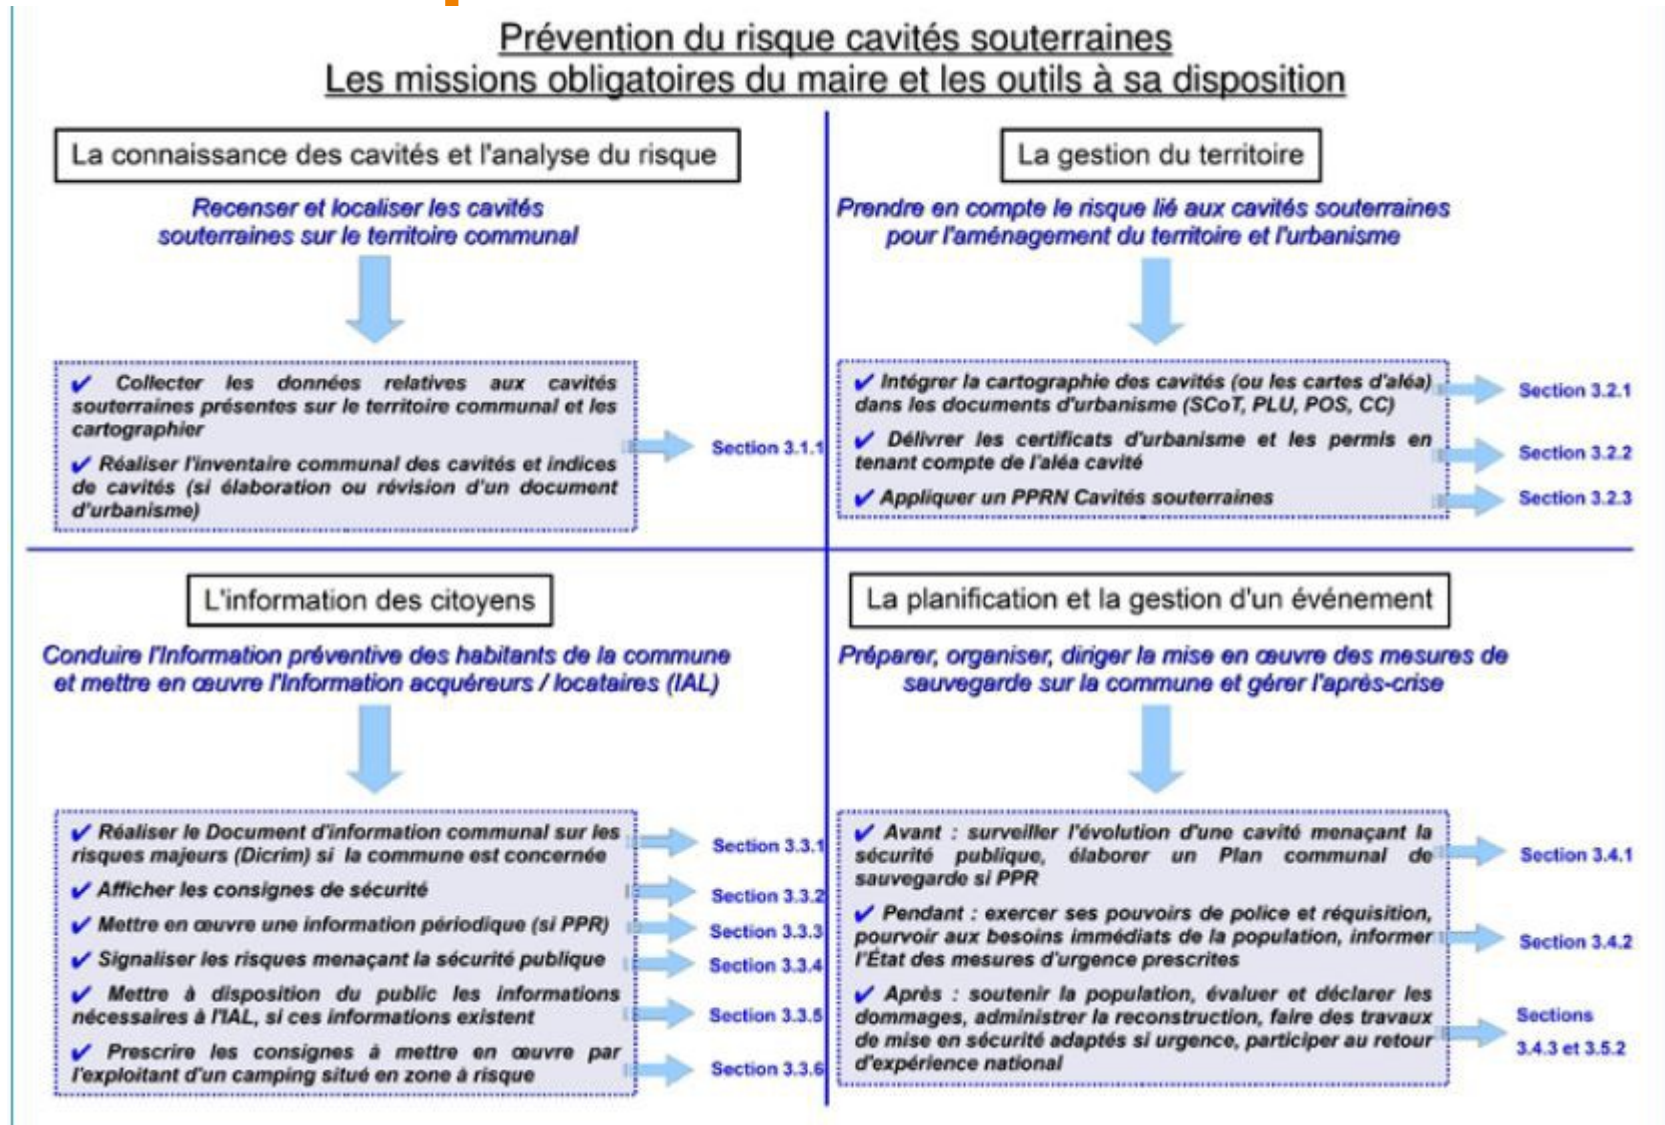 Prévention du risque cavités souterraines
Les missions obligatoires du maire et les outils à sa disposition
La connaissance des cavités et l'analyse du risque
Recenser et localiser les cavités
souterraines sur le territoire communal
✔ Collecter les données relatives aux cavités
souterraines présentes sur le territoire communal et les
cartographier
✔ Réaliser l'inventaire communal des cavités et indices
de cavités (si élaboration ou révision d'un document
d'urbanisme)
Section 3.1.1
La gestion du territoire
Prendre en compte le risque lié aux cavités souterraines
pour l'aménagement du territoire et l'urbanisme
✔ Intégrer la cartographie des cavités (ou les cartes d'aléa)
dans les documents d'urbanisme (SCoT, PLU, POS, CC)
Section 3.2.1
✔ Délivrer les certificats d'urbanisme et les permis en
tenant compte de l'aléa cavité
Section 3.2.2
✔ Appliquer un PPRN Cavités souterraines
Section 3.2.3
L'information des citoyens
Conduire l'Information préventive des habitants de la commune
et mettre en œuvre l'Information acquéreurs / locataires (IAL)
✔ Réaliser le Document d'information communal sur les
risques majeurs (Dicrim) si la commune est concernée
Section 3.3.1
✔ Afficher les consignes de sécurité
Section 3.3.2
✔ Mettre en œuvre une information périodique (si PPR)
Section 3.3.3
✔ Signaliser les risques menaçant la sécurité publique
Section 3.3.4
✔ Mettre à disposition du public les informations
nécessaires à l'IAL, si ces informations existent
Section 3.3.5
✔ Prescrire les consignes à mettre en œuvre par
l'exploitant d'un camping situé en zone à risque
Section 3.3.6
La planification et la gestion d'un événement
Préparer, organiser, diriger la mise en œuvre des mesures de
sauvegarde sur la commune et gérer l'après-crise
✔ Avant : surveiller l'évolution d'une cavité menaçant la
sécurité publique, élaborer un Plan communal de
sauvegarde si PPR
Section 3.4.1
✔ Pendant : exercer ses pouvoirs de police et réquisition,
pourvoir aux besoins immédiats de la population, informer
l'État des mesures d'urgence prescrites
Section 3.4.2
✔ Après : soutenir la population, évaluer et déclarer les
dommages, administrer la reconstruction, faire des travaux
de mise en sécurité adaptés si urgence, participer au retour
d'expérience national
Sections
3.4.3 et 3.5.2